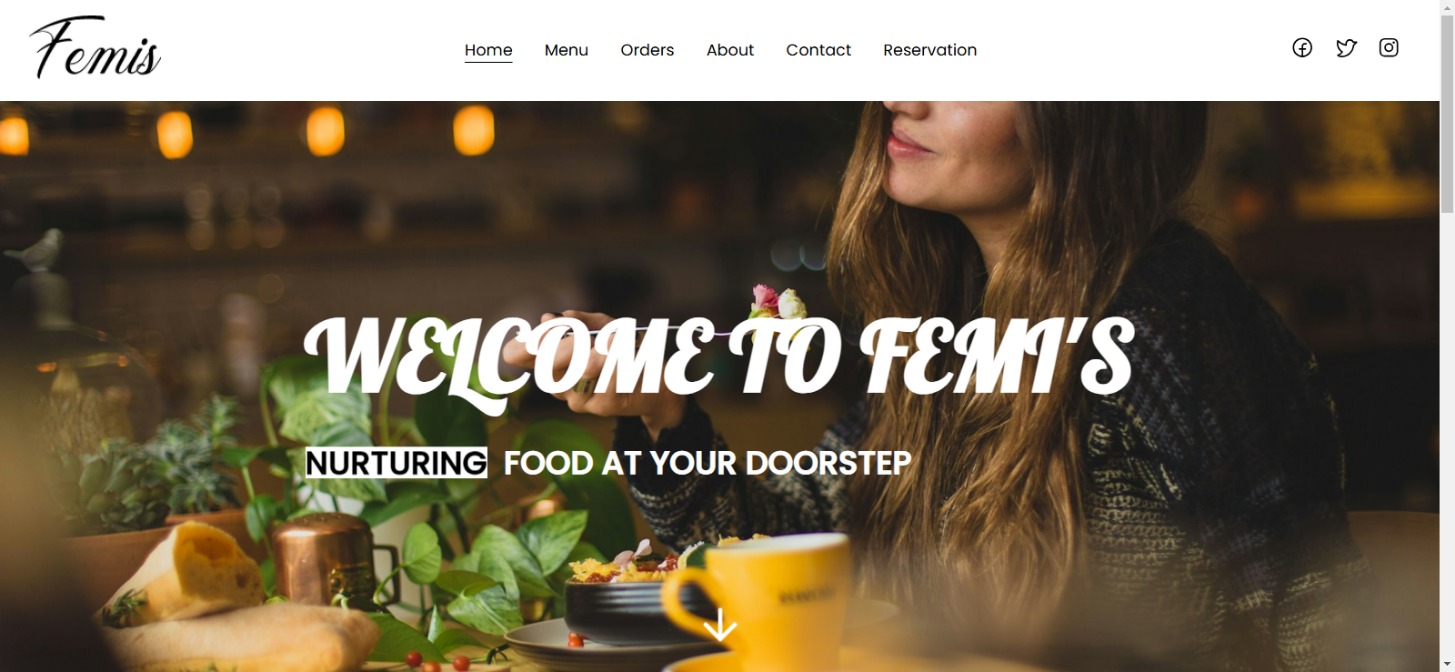 Femis
Home Menu Orders About Contact Reservation
WELCOME TO FEMI'S
NURTURING FOOD AT YOUR DOORSTEP